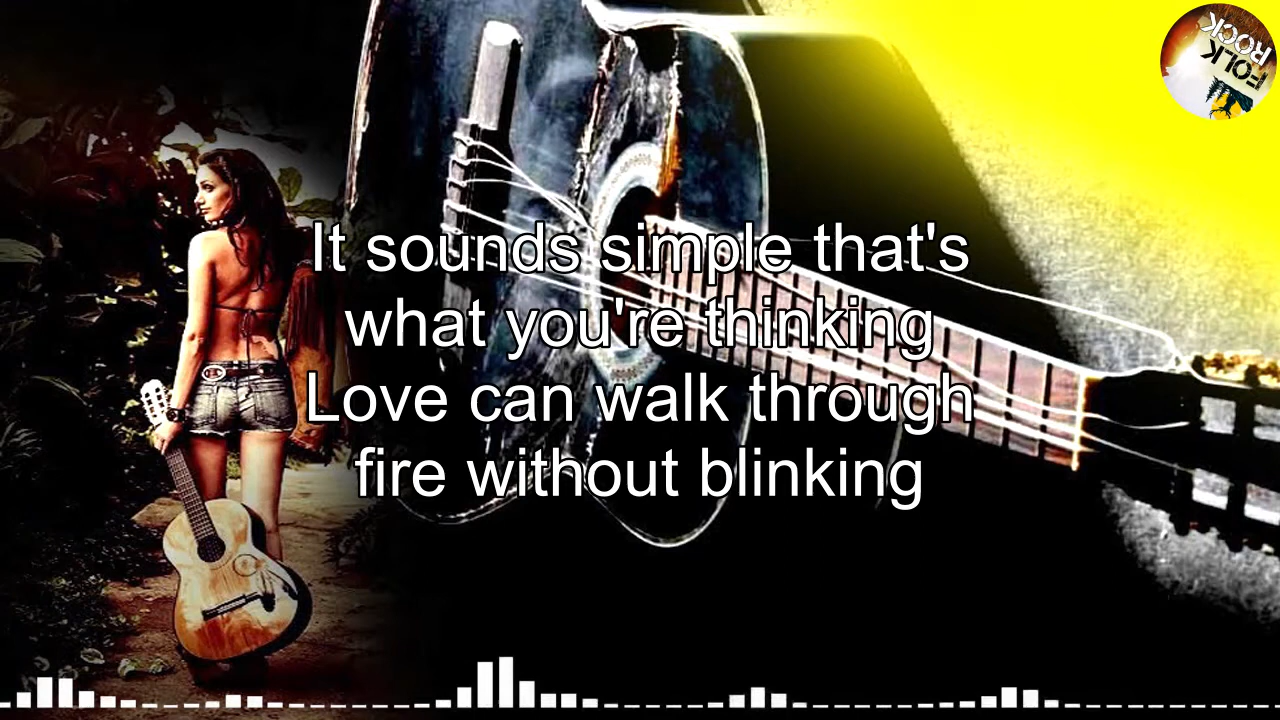 FOLK
ROCK
It sounds simple that's
what you're thinking
Love can walk through
fire without blinking